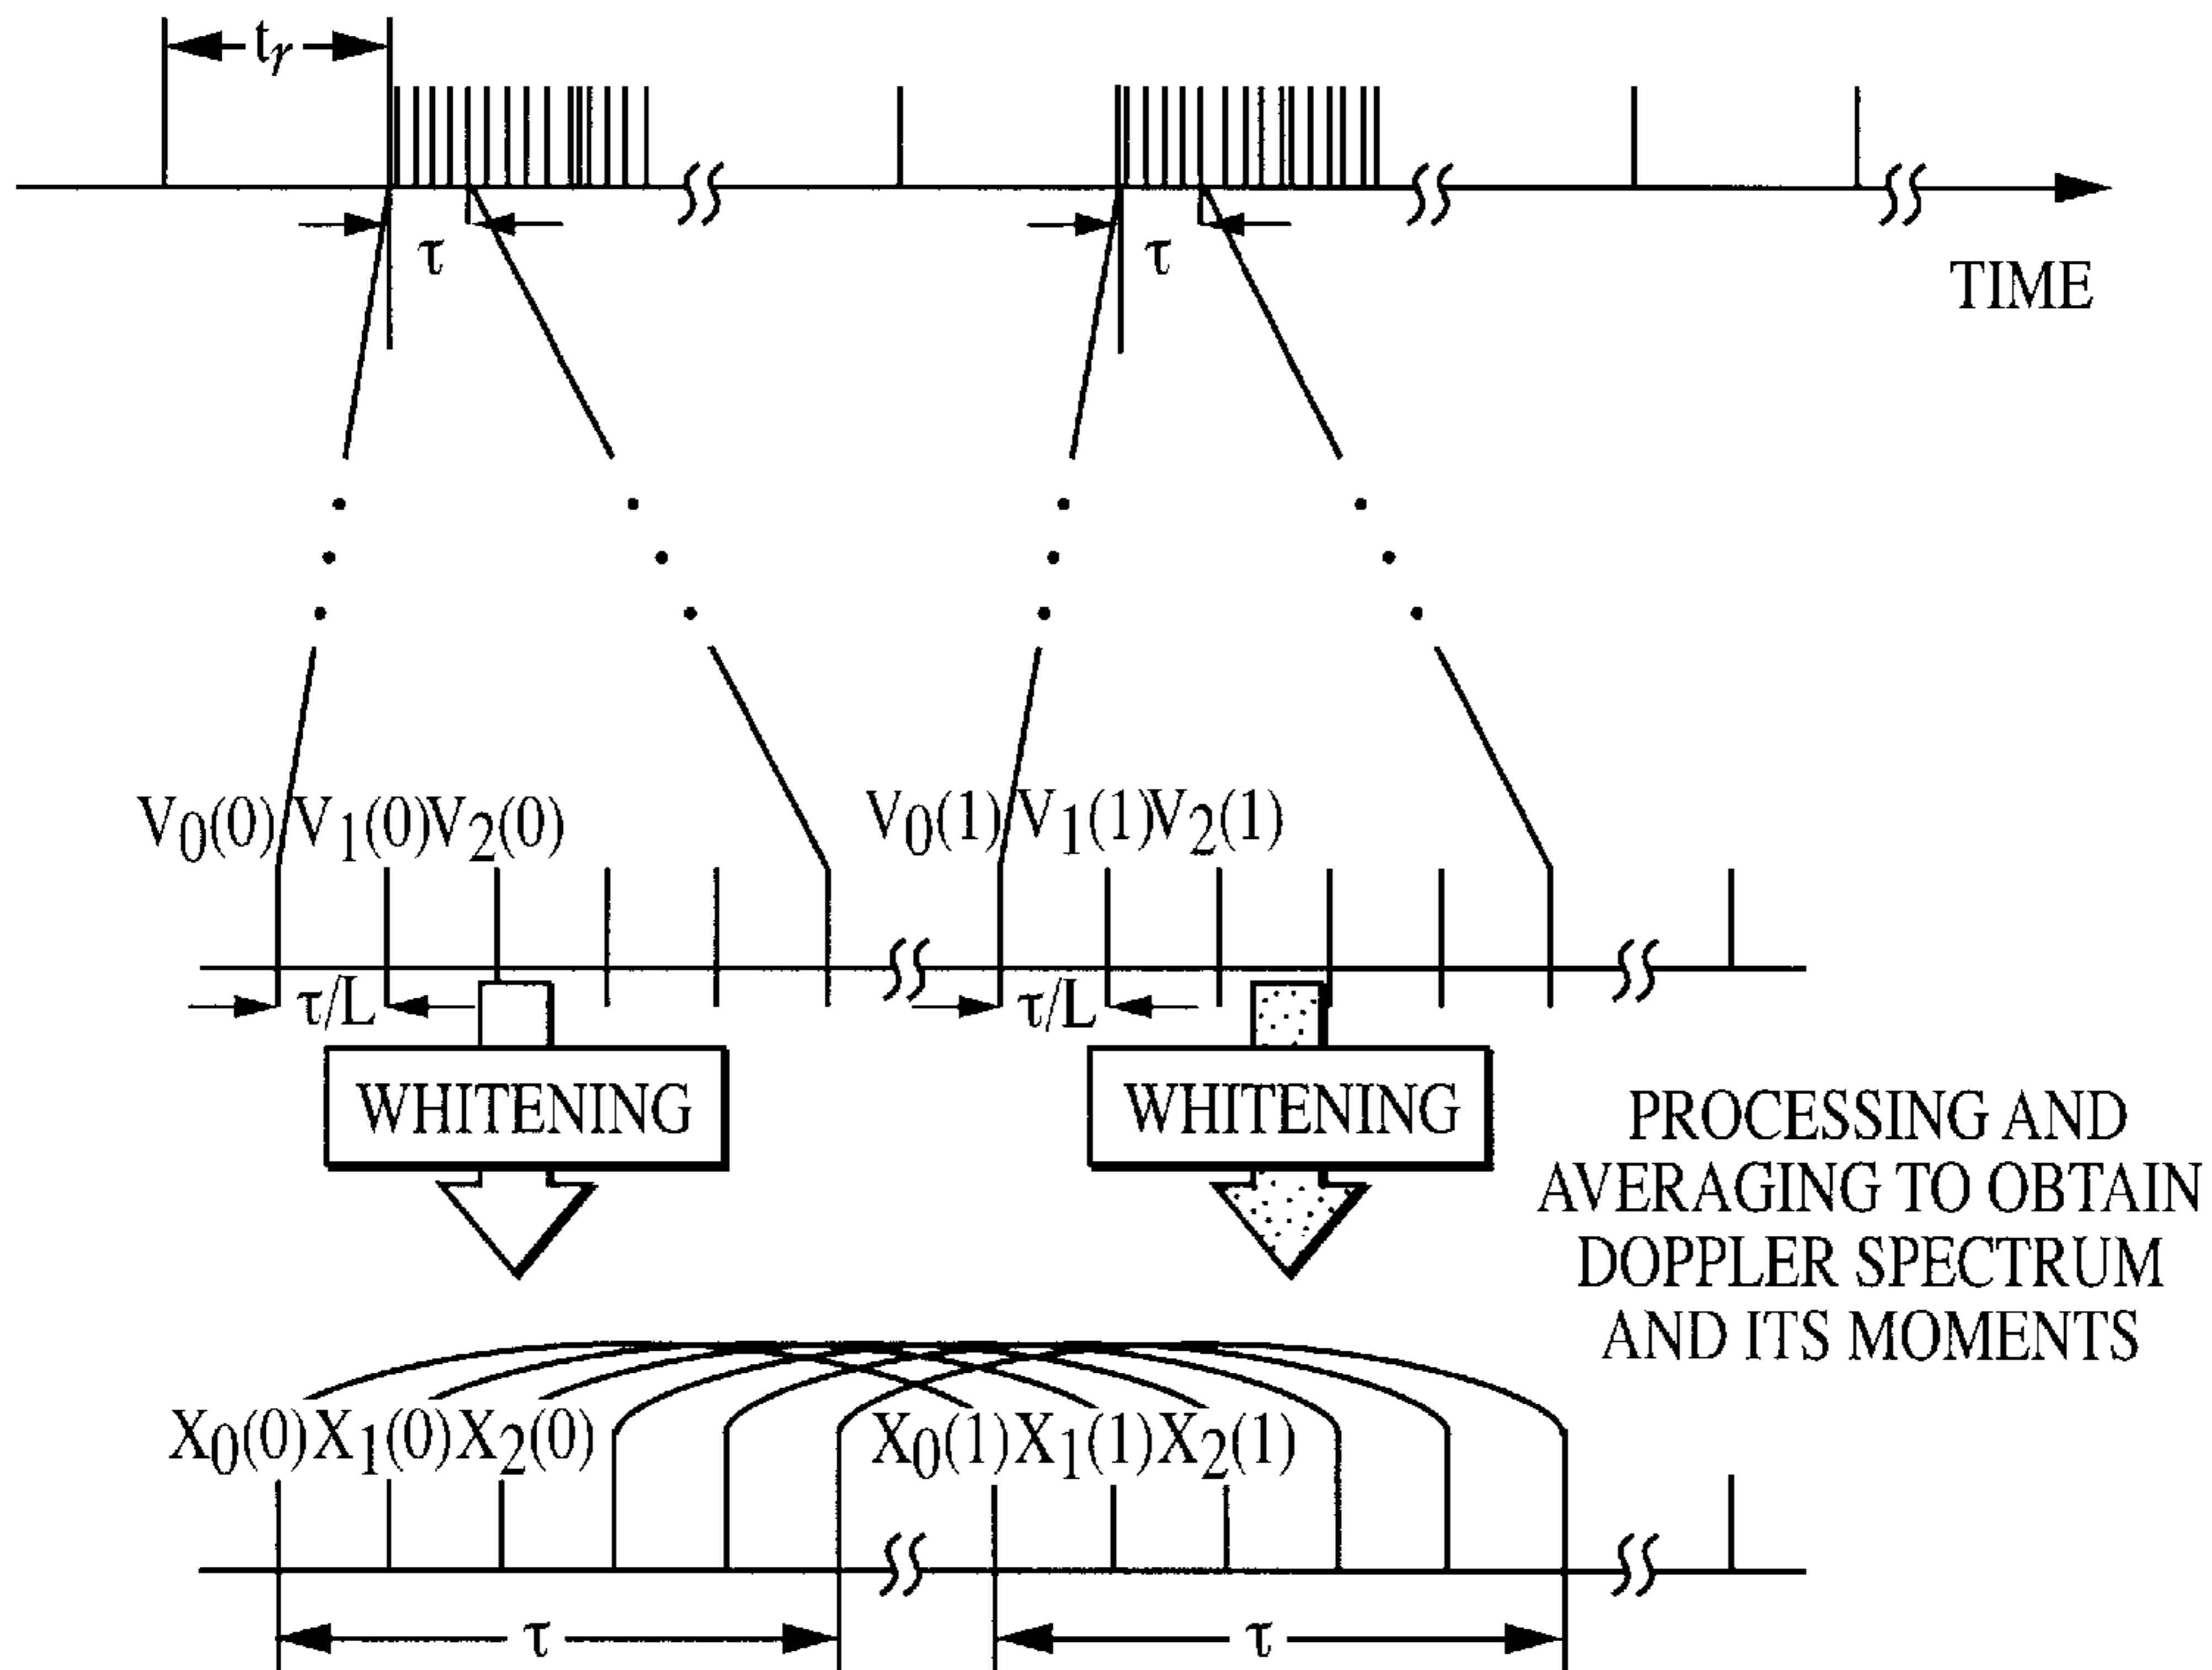 tγ
τ τ
TIME
V0(0) V1(0) V2(0) V0(1) V1(1) V2(1)
τ/L τ/L
WHITENING WHITENING
PROCESSING AND
AVERAGING TO OBTAIN
DOPPLER SPECTRUM
AND ITS MOMENTS
X0(0) X1(0) X2(0) X0(1) X1(1) X2(1)
τ τ